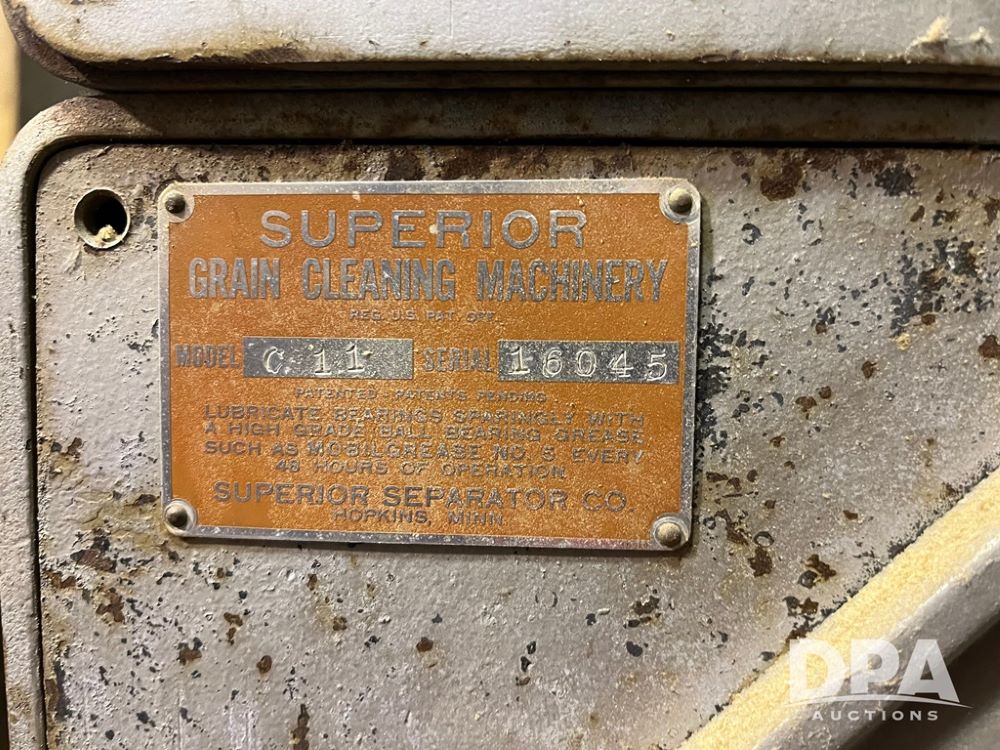 SUPERIOR
GRAIN CLEANING MACHINERY
REG. U.S. PAT. OFF.
MODEL C 11 SERIAL 16045
PATENTED - PATENTS PENDING
LUBRICATE BEARINGS SPARINGLY WITH
A HIGH GRADE BALL BEARING GREASE
SUCH AS MOBILGREASE NO. 5 EVERY
48 HOURS OF OPERATION
SUPERIOR SEPARATOR CO.
HOPKINS, MINN.
DPA
AUCTIONS